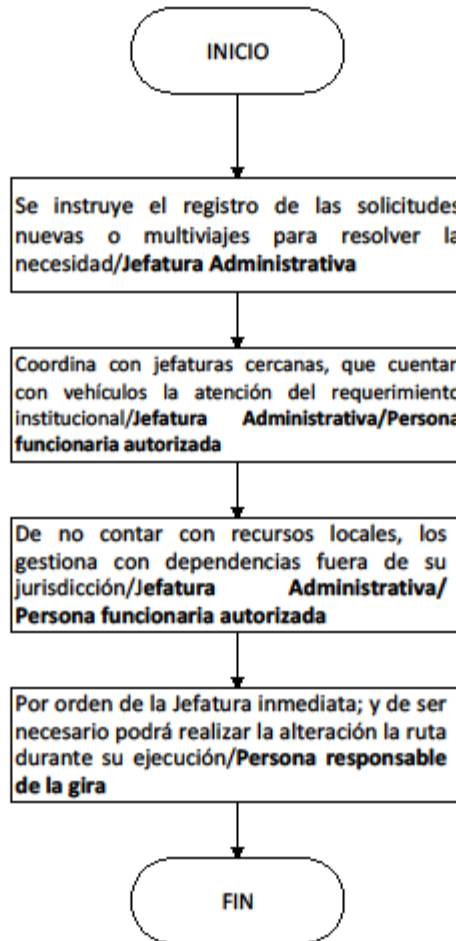 INICIO
Se instruye el registro de las solicitudes
nuevas o multiviajes para resolver la
necesidad/Jefatura Administrativa
Coordina con jefaturas cercanas, que cuentan
con vehículos la atención del requerimiento
institucional/Jefatura Administrativa/Persona
funcionaria autorizada
De no contar con recursos locales, los
gestiona con dependencias fuera de su
jurisdicción/Jefatura Administrativa/
Persona funcionaria autorizada
Por orden de la Jefatura inmediata; y de ser
necesario podrá realizar la alteración la ruta
durante su ejecución/Persona responsable
de la gira
FIN